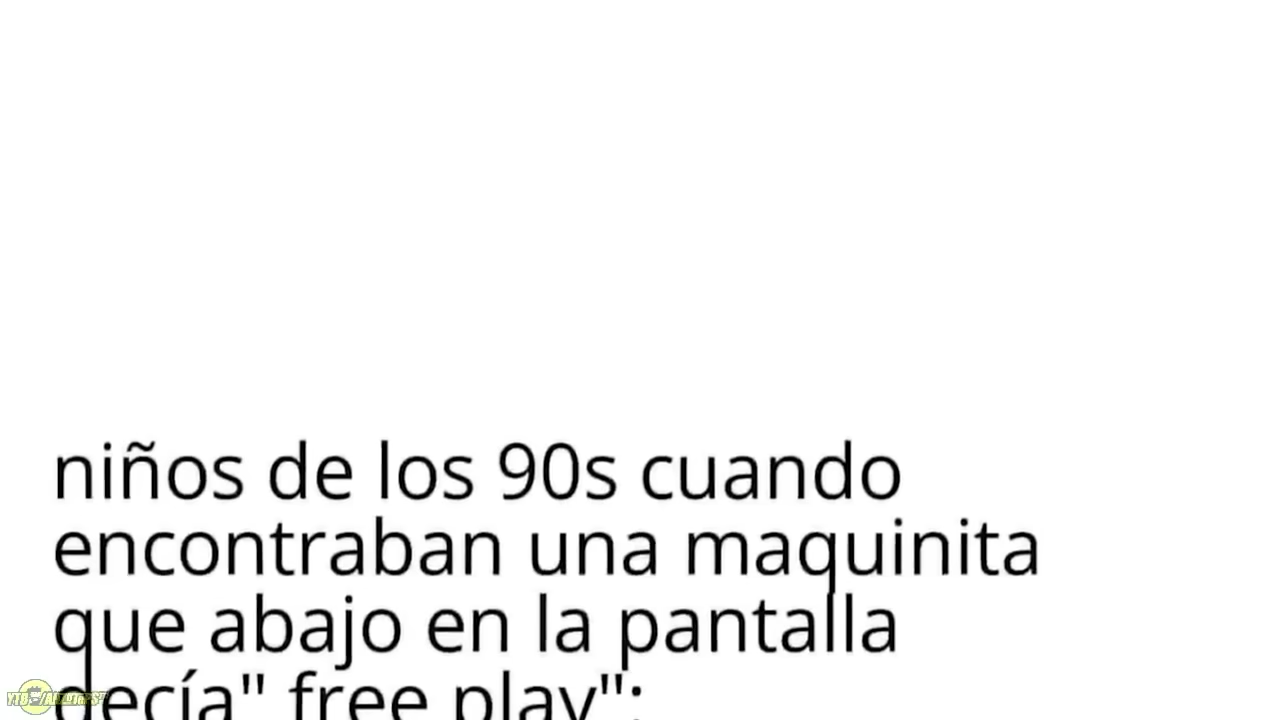 niños de los 90s cuando
encontraban una maquinita
que abajo en la pantalla
decía" free play":